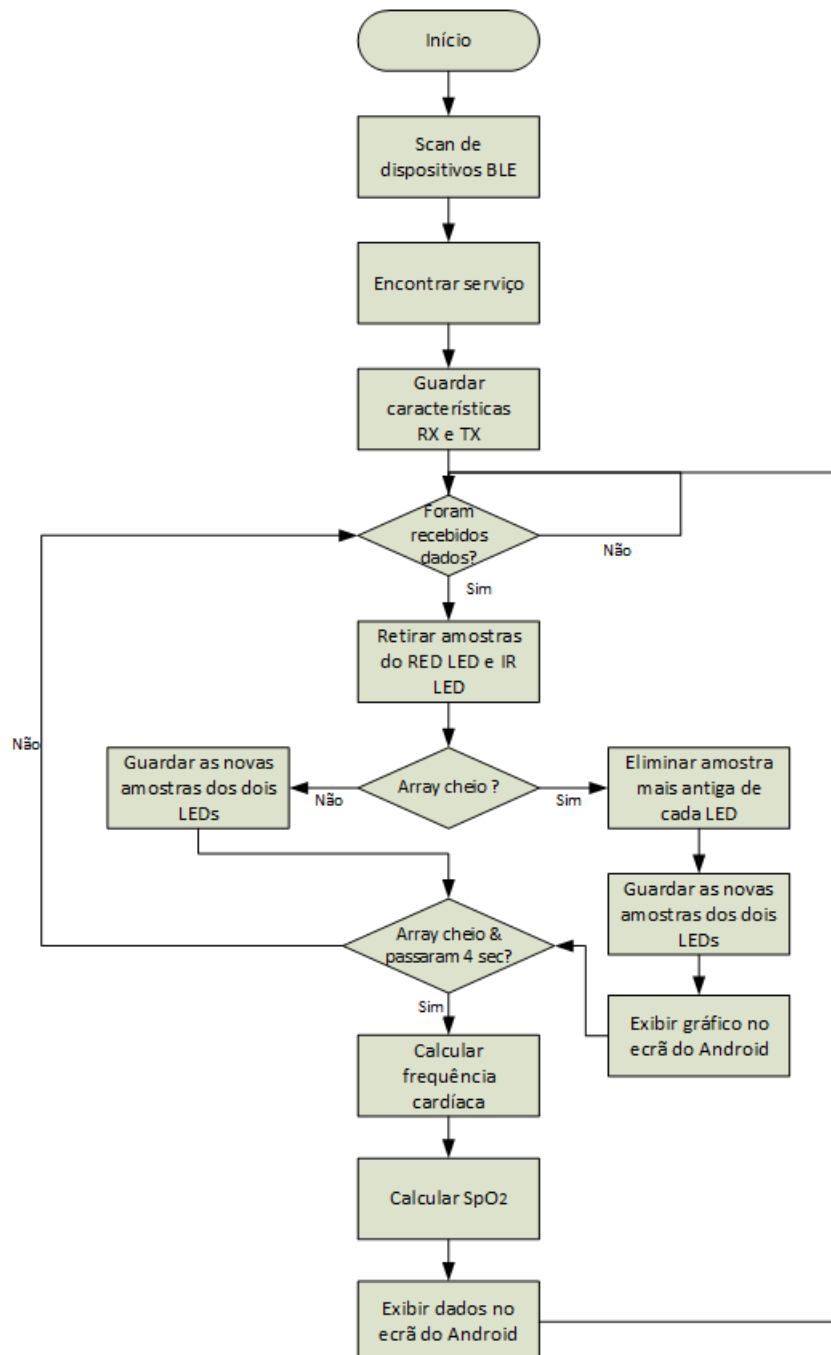 Início
Scan de
dispositivos BLE
Encontrar serviço
Guardar
características
RX e TX
Foram
recebidos
dados?
Não
Sim
Retirar amostras
do RED LED e IR
LED
Não
Guardar as novas
amostras dos dois
LEDs
Não
Array cheio ?
Sim
Eliminar amostra
mais antiga de
cada LED
Guardar as novas
amostras dos dois
LEDs
Exibir gráfico no
ecrã do Android
Array cheio &
passaram 4 sec?
Sim
Calcular
frequência
cardíaca
Calcular SpO2
Exibir dados no
ecrã do Android